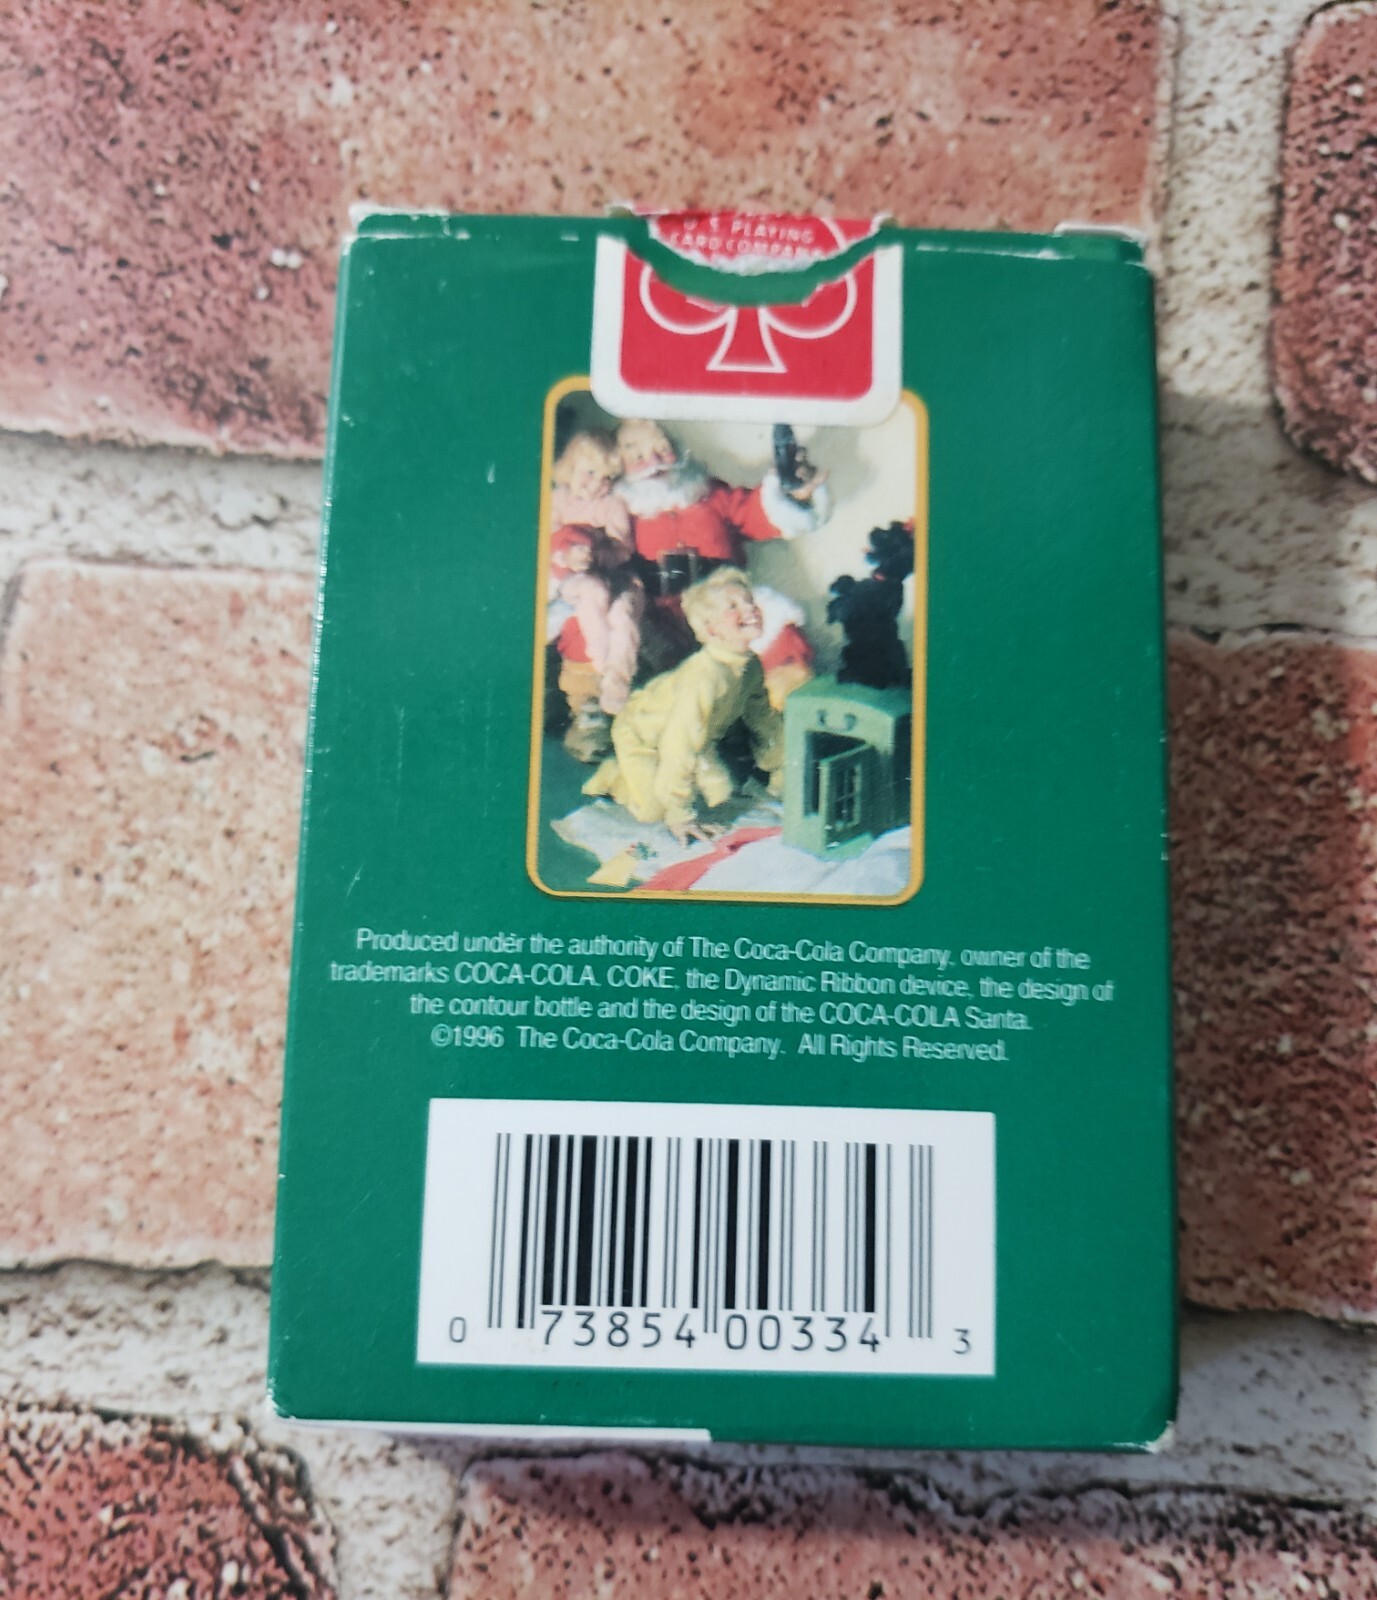 U.S. PLAYING
CARD COMPANY
Produced under the authority of The Coca-Cola Company, owner of the
trademarks COCA-COLA, COKE, the Dynamic Ribbon device, the design of
the contour bottle and the design of the COCA-COLA Santa.
©1996 The Coca-Cola Company. All Rights Reserved.
0 73854 00334 3